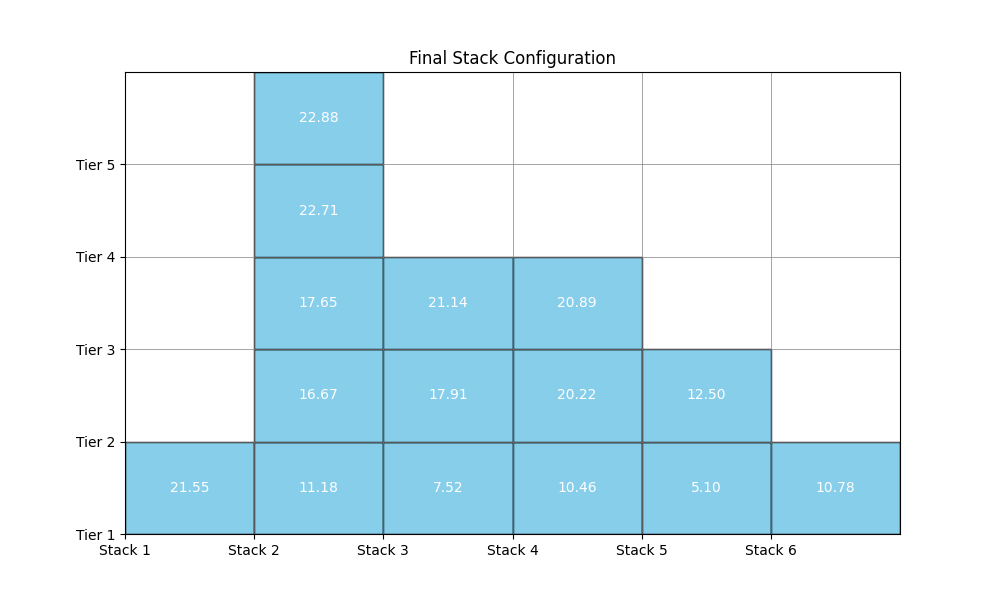 Final Stack Configuration
22.88
Tier 5
22.71
Tier 4
17.65 21.14 20.89
Tier 3
16.67 17.91 20.22 12.50
Tier 2
21.55 11.18 7.52 10.46 5.10 10.78
Tier 1
Stack 1 Stack 2 Stack 3 Stack 4 Stack 5 Stack 6